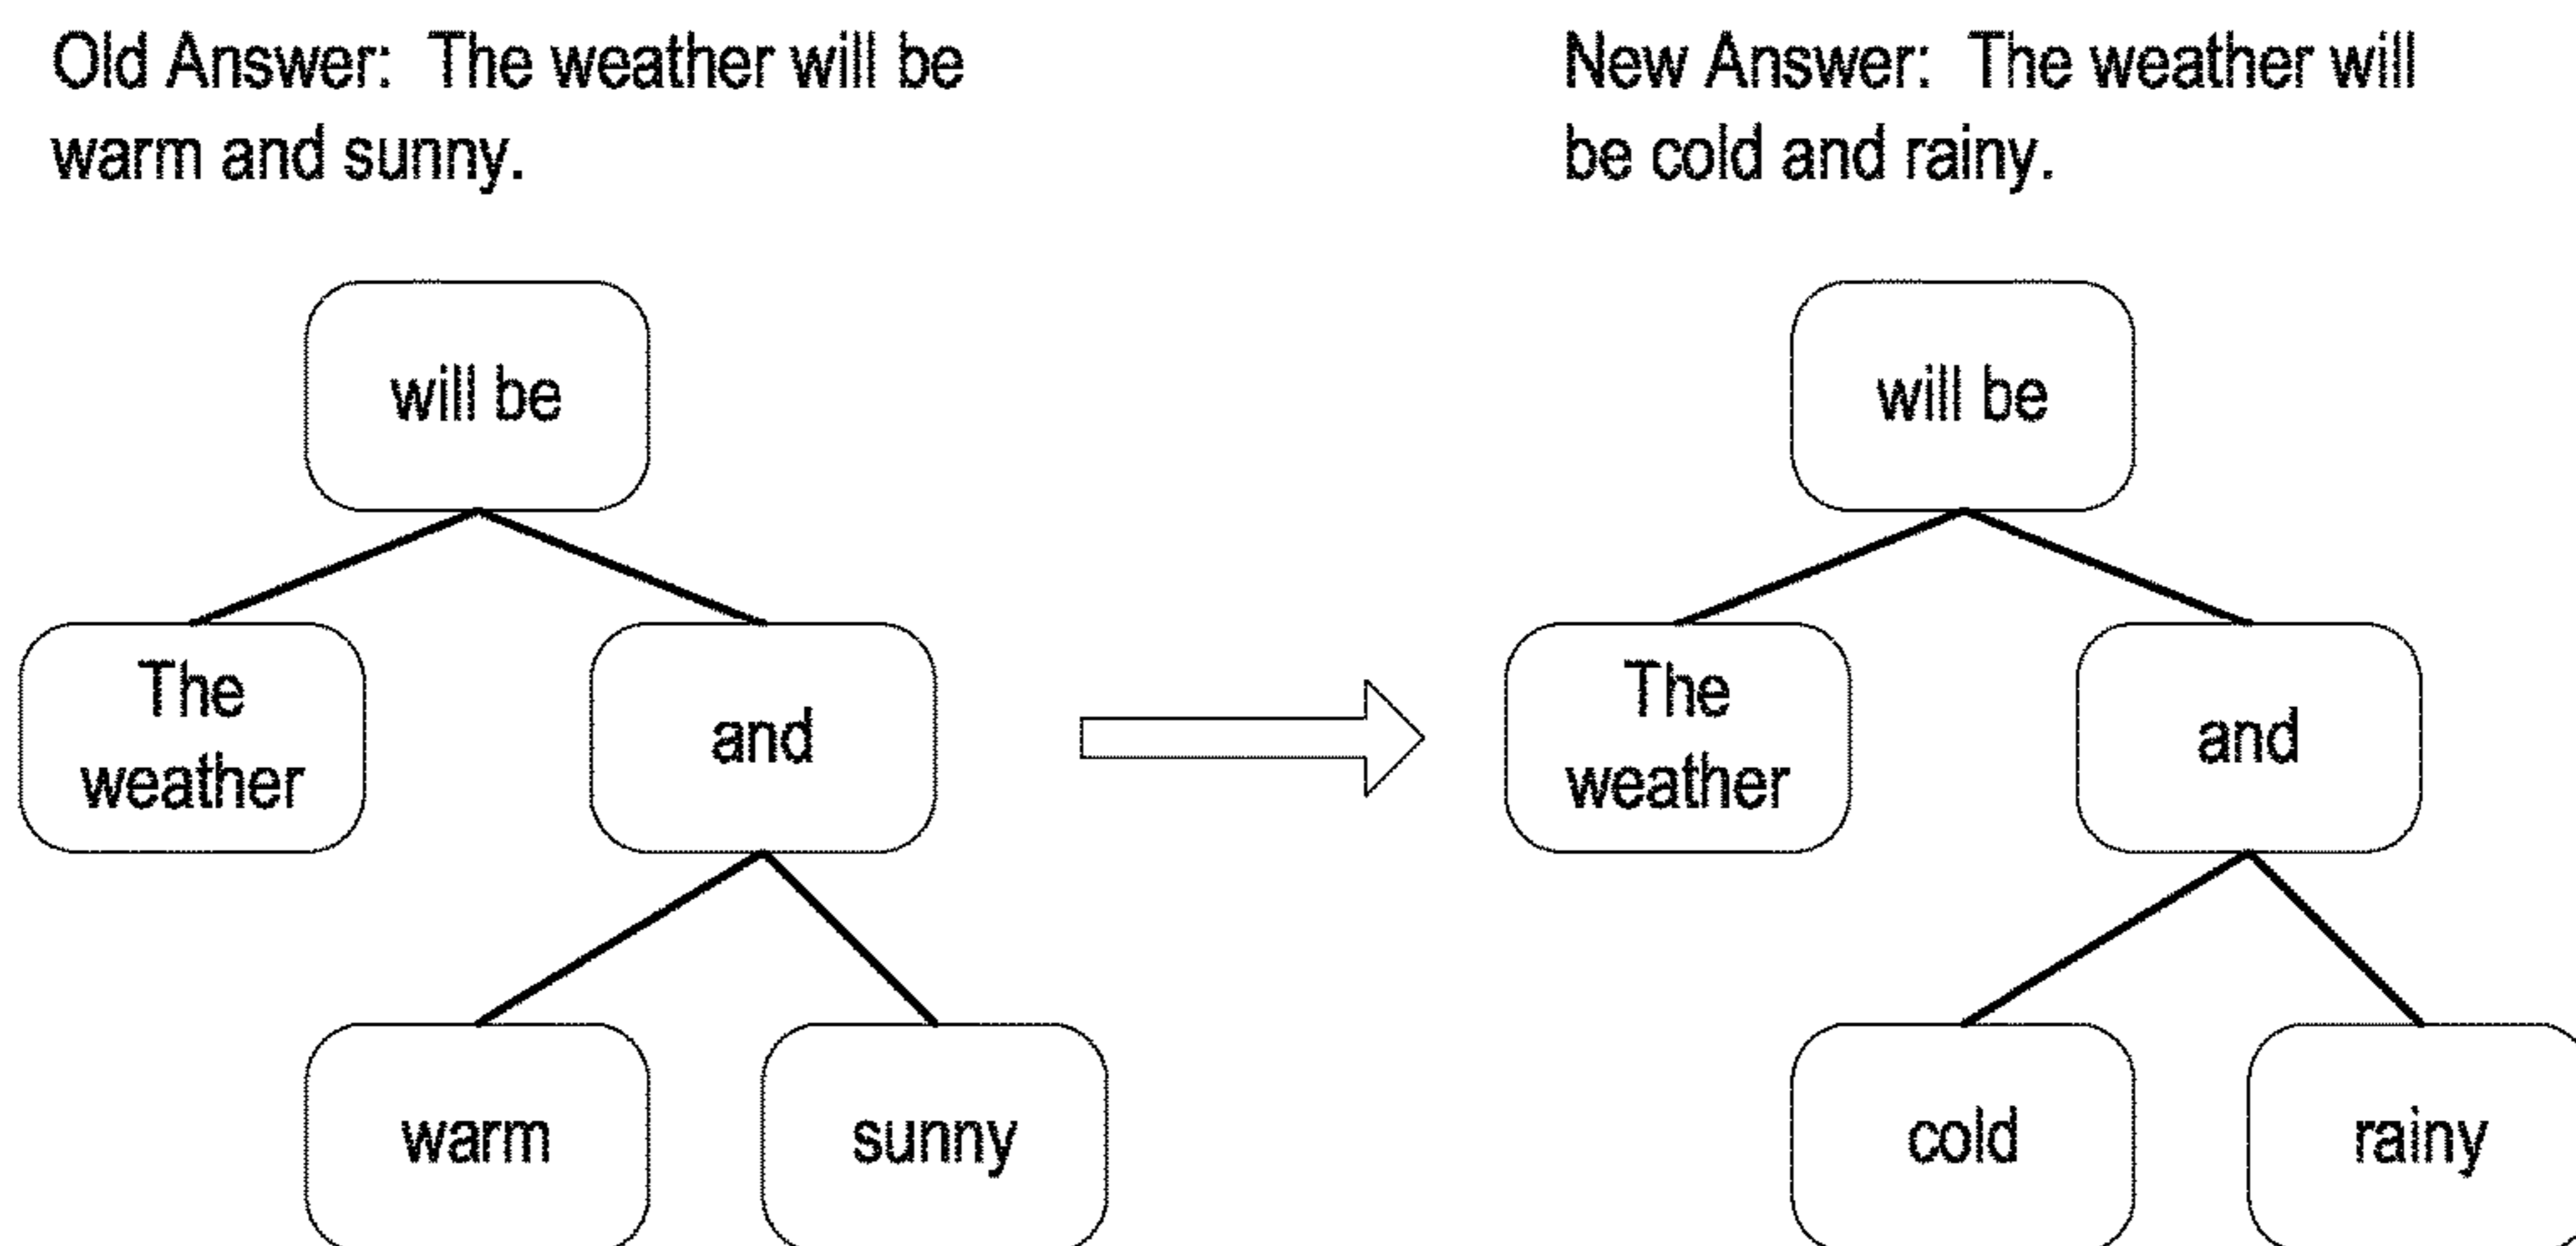 Old Answer:  The weather will be
warm and sunny.
New Answer:  The weather will
be cold and rainy.
will be
The
weather
and
warm
sunny
will be
The
weather
and
cold
rainy